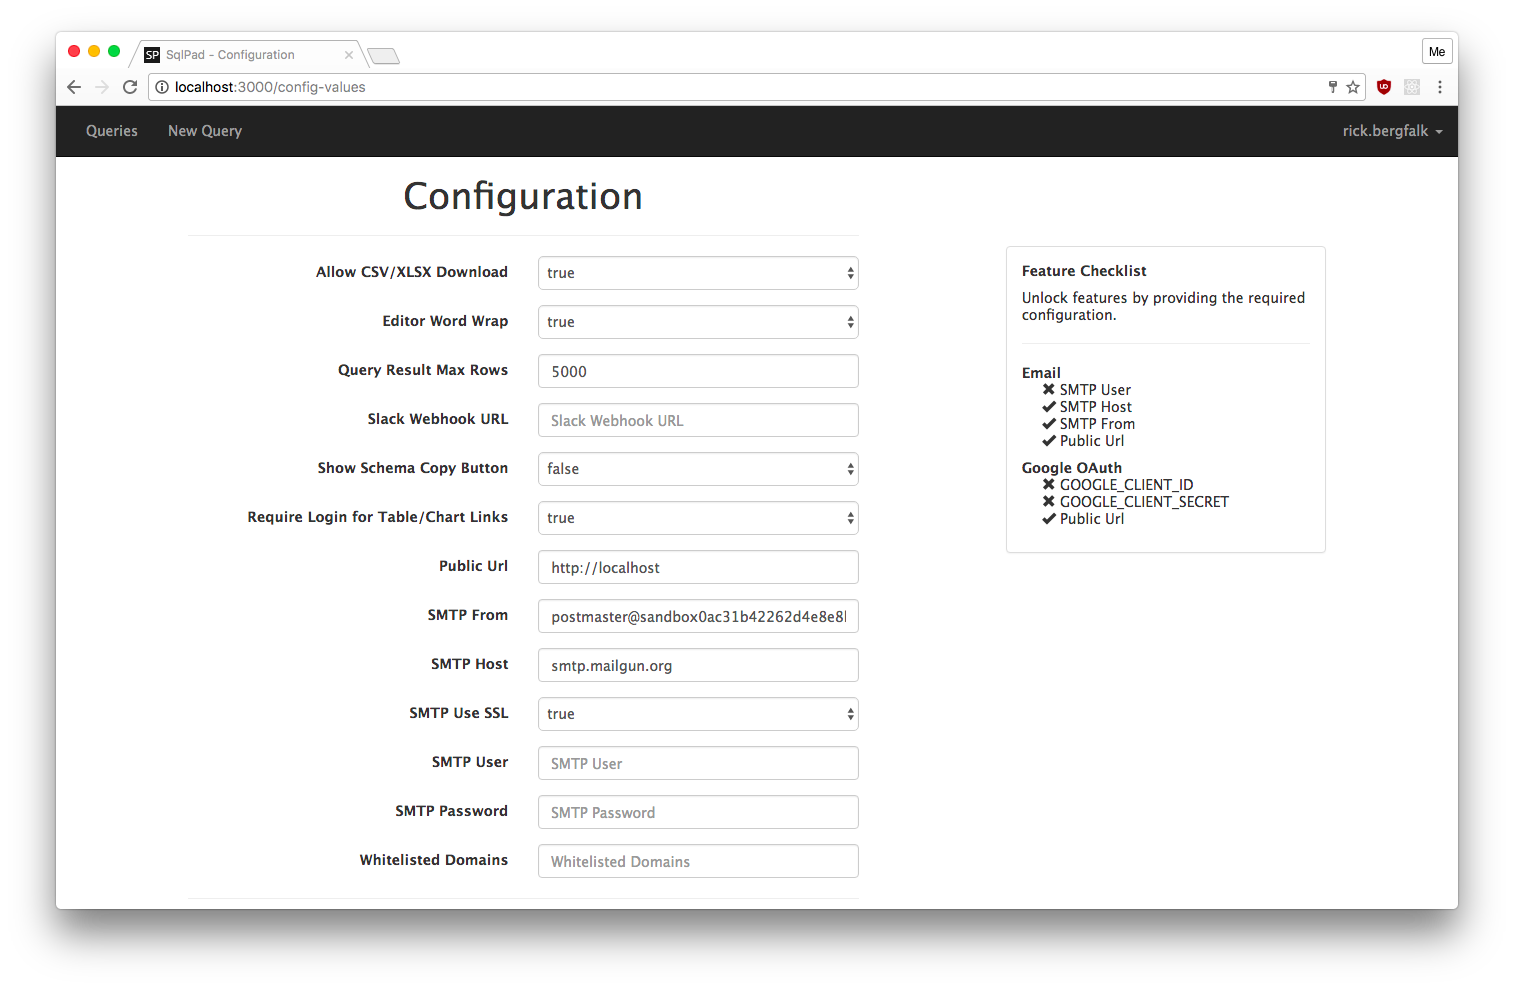 SP SqlPad - Configuration
Me
localhost:3000/config-values
Queries New Query rick.bergfalk
Configuration
Allow CSV/XLSX Download true
Editor Word Wrap true
Query Result Max Rows 5000
Slack Webhook URL Slack Webhook URL
Show Schema Copy Button false
Require Login for Table/Chart Links true
Public Url http://localhost
SMTP From postmaster@sandbox0ac31b42262d4e8e8l
SMTP Host smtp.mailgun.org
SMTP Use SSL true
SMTP User SMTP User
SMTP Password SMTP Password
Whitelisted Domains Whitelisted Domains
Feature Checklist
Unlock features by providing the required
configuration.
Email
SMTP User
SMTP Host
SMTP From
Public Url
Google OAuth
GOOGLE_CLIENT_ID
GOOGLE_CLIENT_SECRET
Public Url